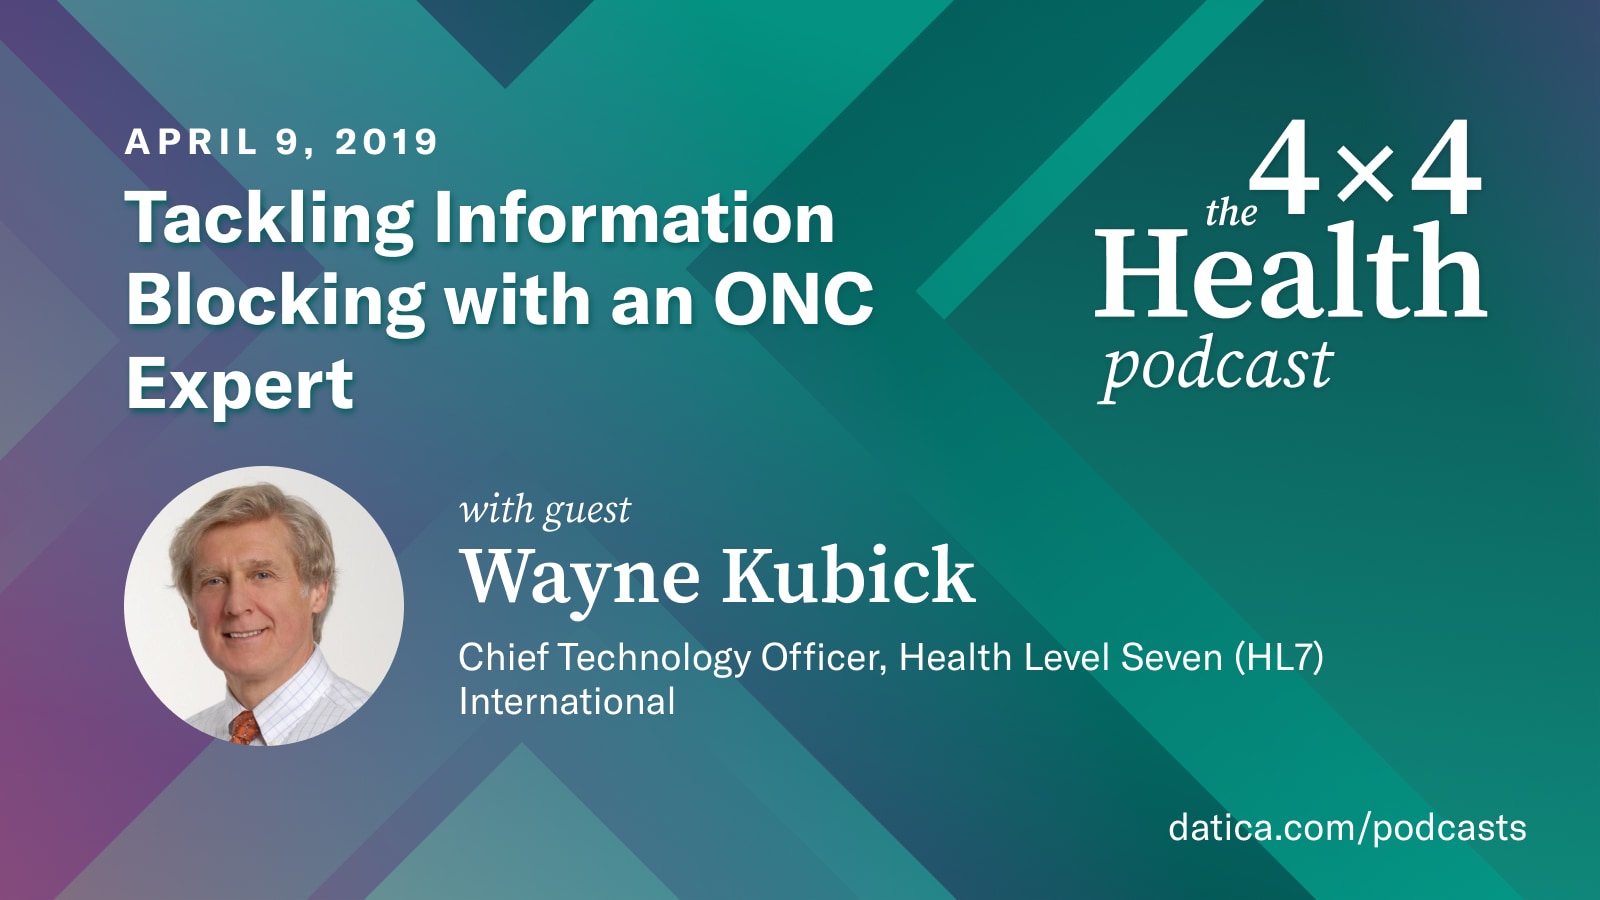 APRIL 9, 2019
Tackling Information
Blocking with an ONC
Expert
the 4×4
Health
podcast
with guest
Wayne Kubick
Chief Technology Officer, Health Level Seven (HL7)
International
datica.com/podcasts